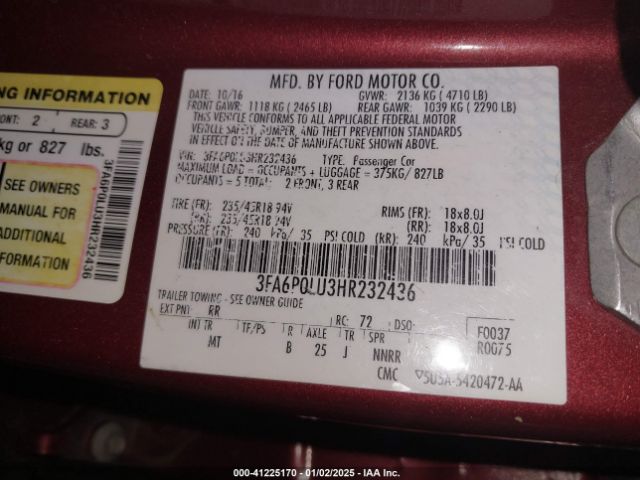 NG INFORMATION
ONT: 2 REAR: 3
kg or 827 lbs.
SEE OWNERS
MANUAL FOR
ADDITIONAL
INFORMATION
3FA6P0LU3HR232436
MFD. BY FORD MOTOR CO.
DATE: 10/16 GVWR: 2136 KG ( 4710 LB)
FRONT GAWR: 1118 KG ( 2465 LB) REAR GAWR: 1039 KG ( 2290 LB)
THIS VEHICLE CONFORMS TO ALL APPLICABLE FEDERAL MOTOR
VEHICLE SAFETY, BUMPER, AND THEFT PREVENTION STANDARDS
IN EFFECT ON THE DATE OF MANUFACTURE SHOWN ABOVE.
VIN: 3FA6P0LU3HR232436 TYPE: Passenger Car
MAXIMUM LOAD = OCCUPANTS + LUGGAGE = 375KG/ 827LB
OCCUPANTS = 5 TOTAL: 2 FRONT, 3 REAR
TIRE (FR): 235/45R18 94V RIMS (FR): 18x8.0J
(RR): 235/45R18 94V (RR): 18x8.0J
PRESSURE (FR): 240 kPa/ 35 PSI COLD (RR): 240 kPa/ 35 PSI COLD
3FA6P0LU3HR232436
TRAILER TOWING - SEE OWNER GUIDE
EXT PNT: RR RC: 72 DSO:
INT TR TF/PS R AXLE TR SPR F0037
MT B 25 J NNRR R0075
CMC 5U5A-5420472-AA
000-41225170 - 01/02/2025 - IAA Inc.